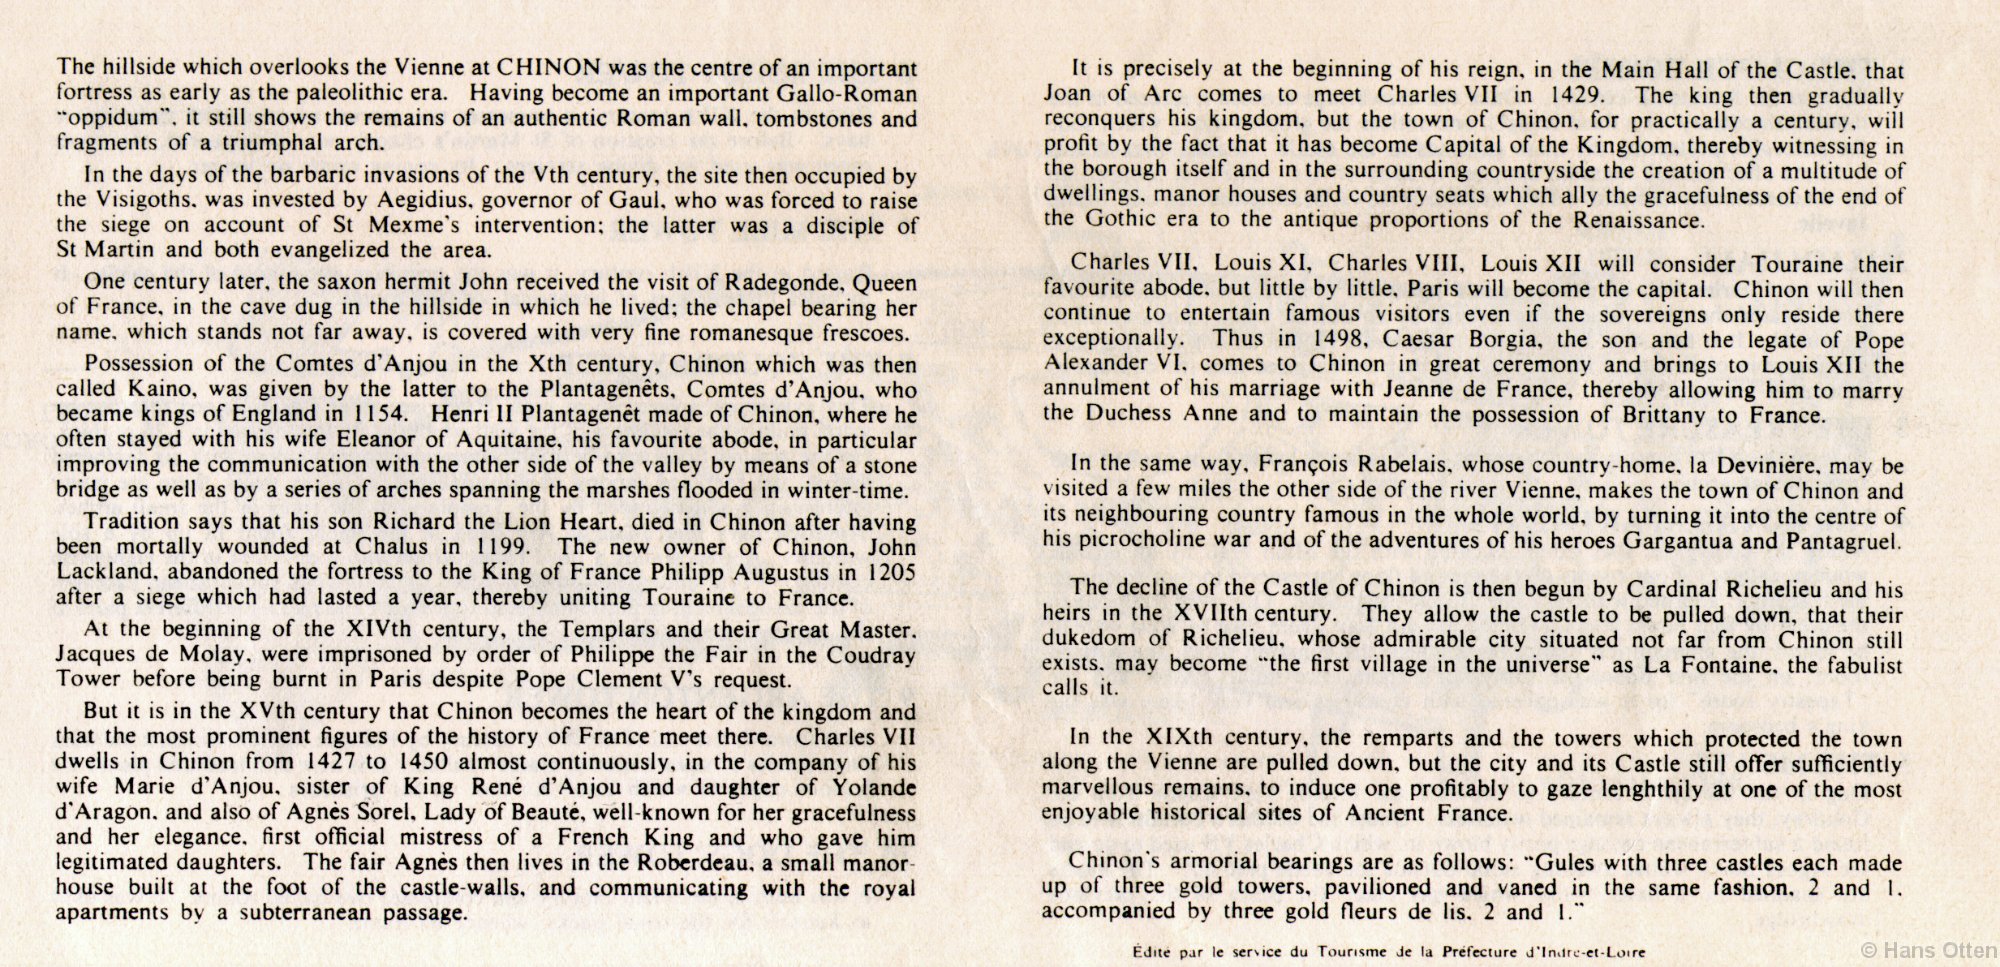 The hillside which overlooks the Vienne at CHINON was the centre of an important
fortress as early as the paleolithic era. Having become an important Gallo-Roman
"oppidum", it still shows the remains of an authentic Roman wall, tombstones and
fragments of a triumphal arch.
In the days of the barbaric invasions of the Vth century, the site then occupied by
the Visigoths, was invested by Aegidius, governor of Gaul, who was forced to raise
the siege on account of St Mexme's intervention; the latter was a disciple of
St Martin and both evangelized the area.
One century later, the saxon hermit John received the visit of Radegonde, Queen
of France, in the cave dug in the hillside in which he lived; the chapel bearing her
name, which stands not far away, is covered with very fine romanesque frescoes.
Possession of the Comtes d'Anjou in the Xth century, Chinon which was then
called Kaino, was given by the latter to the Plantagenêts, Comtes d'Anjou, who
became kings of England in 1154. Henri II Plantagenêt made of Chinon, where he
often stayed with his wife Eleanor of Aquitaine, his favourite abode, in particular
improving the communication with the other side of the valley by means of a stone
bridge as well as by a series of arches spanning the marshes flooded in winter-time.
Tradition says that his son Richard the Lion Heart, died in Chinon after having
been mortally wounded at Chalus in 1199. The new owner of Chinon, John
Lackland, abandoned the fortress to the King of France Philipp Augustus in 1205
after a siege which had lasted a year, thereby uniting Touraine to France.
At the beginning of the XIVth century, the Templars and their Great Master,
Jacques de Molay, were imprisoned by order of Philippe the Fair in the Coudray
Tower before being burnt in Paris despite Pope Clement V's request.
But it is in the XVth century that Chinon becomes the heart of the kingdom and
that the most prominent figures of the history of France meet there. Charles VII
dwells in Chinon from 1427 to 1450 almost continuously, in the company of his
wife Marie d'Anjou, sister of King René d'Anjou and daughter of Yolande
d'Aragon, and also of Agnès Sorel, Lady of Beauté, well-known for her gracefulness
and her elegance, first official mistress of a French King and who gave him
legitimated daughters. The fair Agnès then lives in the Roberdeau, a small manor-
house built at the foot of the castle-walls, and communicating with the royal
apartments by a subterranean passage.
It is precisely at the beginning of his reign, in the Main Hall of the Castle, that
Joan of Arc comes to meet Charles VII in 1429. The king then gradually
reconquers his kingdom, but the town of Chinon, for practically a century, will
profit by the fact that it has become Capital of the Kingdom, thereby witnessing in
the borough itself and in the surrounding countryside the creation of a multitude of
dwellings, manor houses and country seats which ally the gracefulness of the end of
the Gothic era to the antique proportions of the Renaissance.
Charles VII, Louis XI, Charles VIII, Louis XII will consider Touraine their
favourite abode, but little by little, Paris will become the capital. Chinon will then
continue to entertain famous visitors even if the sovereigns only reside there
exceptionally. Thus in 1498, Caesar Borgia, the son and the legate of Pope
Alexander VI, comes to Chinon in great ceremony and brings to Louis XII the
annulment of his marriage with Jeanne de France, thereby allowing him to marry
the Duchess Anne and to maintain the possession of Brittany to France.
In the same way, François Rabelais, whose country-home, la Devinière, may be
visited a few miles the other side of the river Vienne, makes the town of Chinon and
its neighbouring country famous in the whole world, by turning it into the centre of
his picrocholine war and of the adventures of his heroes Gargantua and Pantagruel.
The decline of the Castle of Chinon is then begun by Cardinal Richelieu and his
heirs in the XVIIth century. They allow the castle to be pulled down, that their
dukedom of Richelieu, whose admirable city situated not far from Chinon still
exists, may become "the first village in the universe" as La Fontaine, the fabulist
calls it.
In the XIXth century, the remparts and the towers which protected the town
along the Vienne are pulled down, but the city and its Castle still offer sufficiently
marvellous remains, to induce one profitably to gaze lenghthily at one of the most
enjoyable historical sites of Ancient France.
Chinon's armorial bearings are as follows: "Gules with three castles each made
up of three gold towers, pavilioned and vaned in the same fashion, 2 and 1,
accompanied by three gold fleurs de lis, 2 and 1."
Édité par le service du Tourisme de la Préfecture d'Indre-et-Loire
© Hans Otten